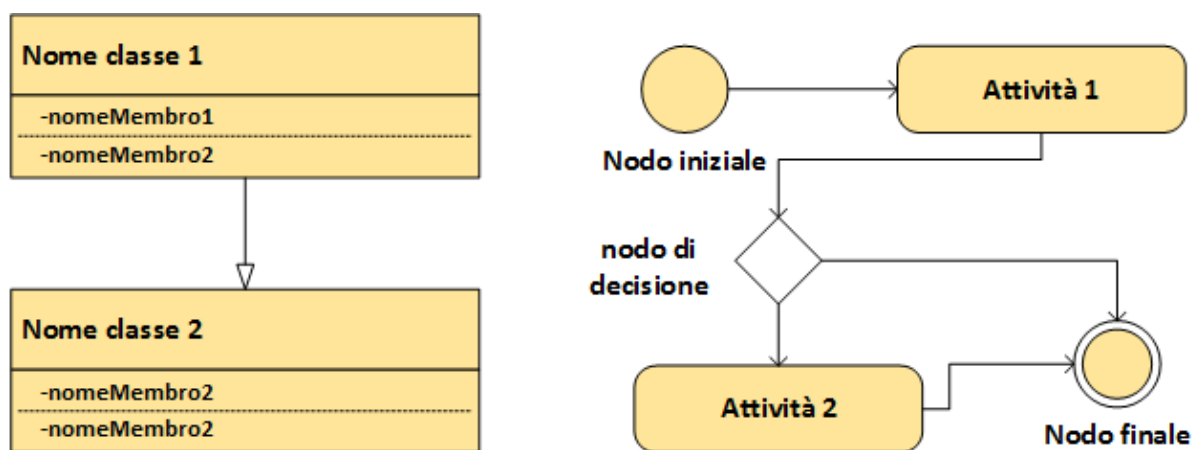 Nome classe 1
-nomeMembro1
-nomeMembro2
Nome classe 2
-nomeMembro2
-nomeMembro2
Attività 1
Nodo iniziale
nodo di
decisione
Attività 2
Nodo finale